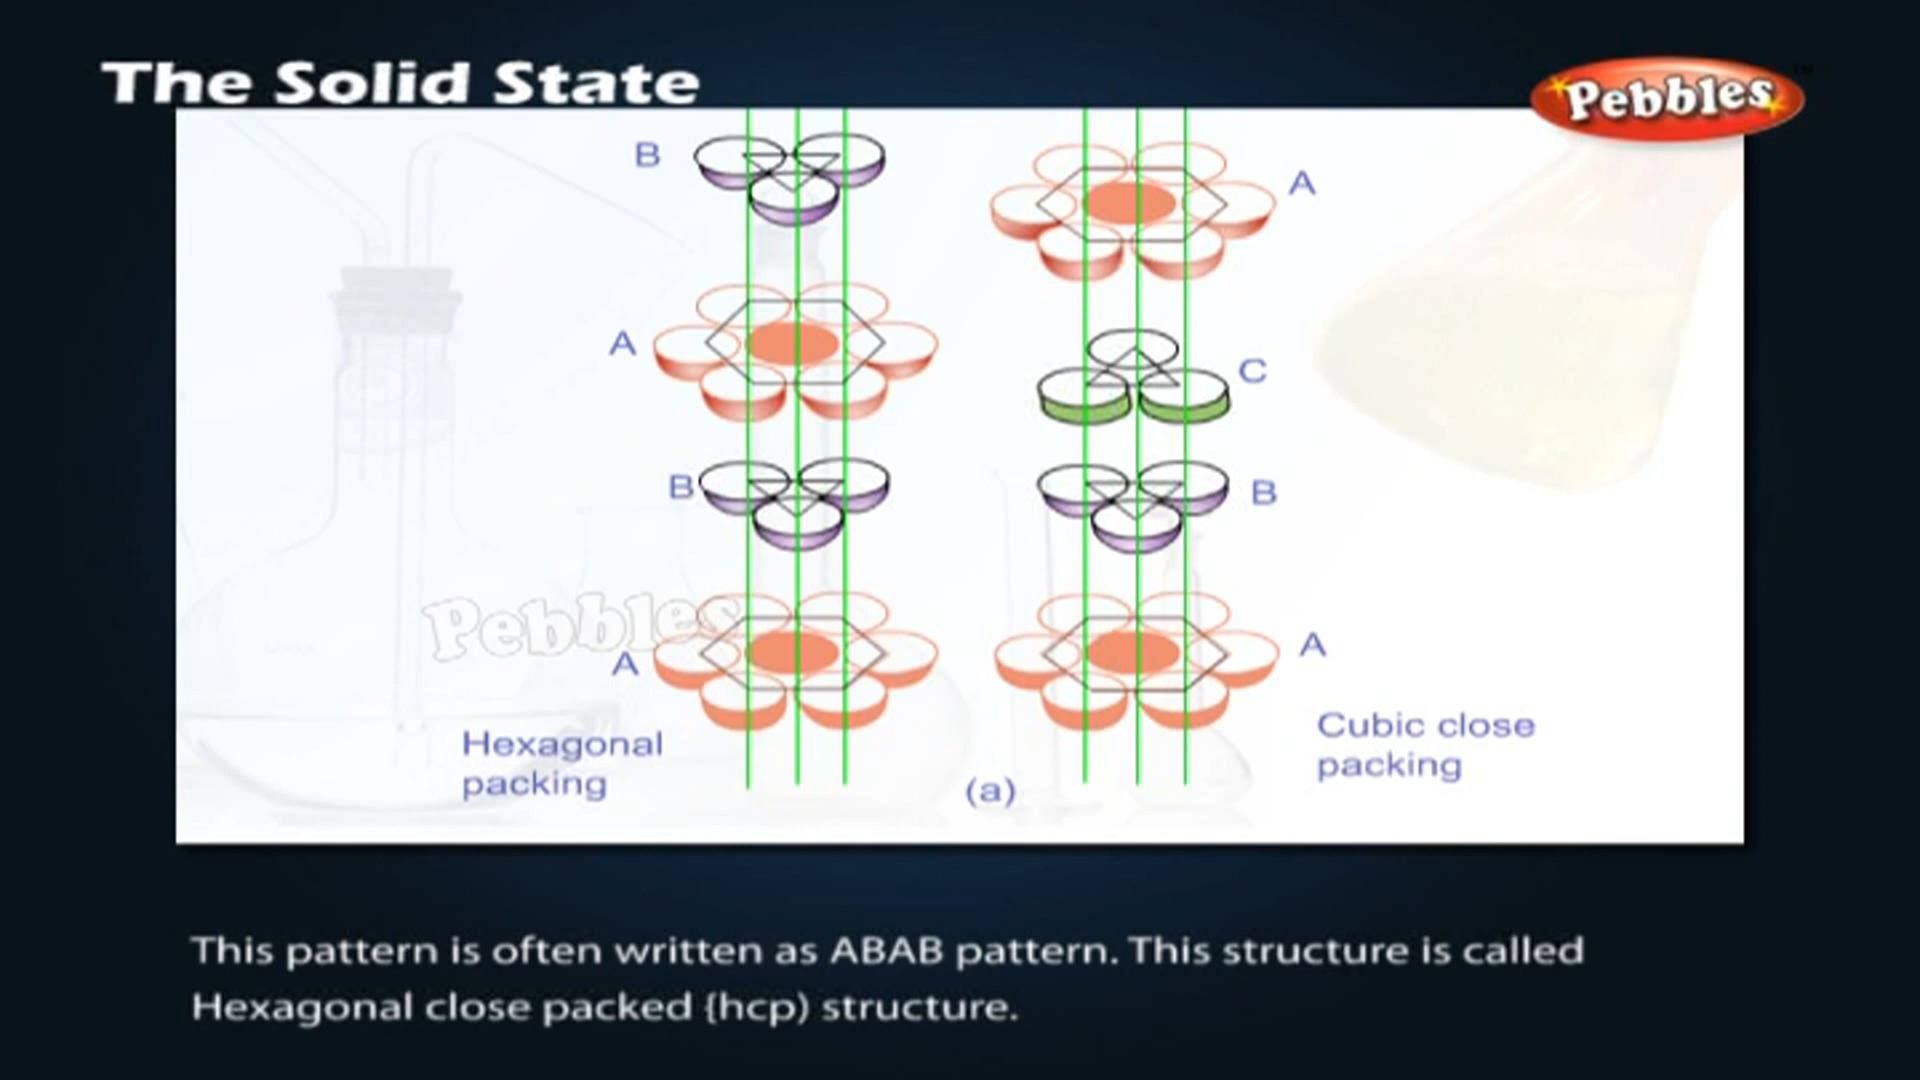 The Solid State
Pebbles
B
A
A
C
B
B
Pebbles
A
A
Hexagonal
packing
Cubic close
packing
(a)
This pattern is often written as ABAB pattern. This structure is called
Hexagonal close packed {hcp) structure.